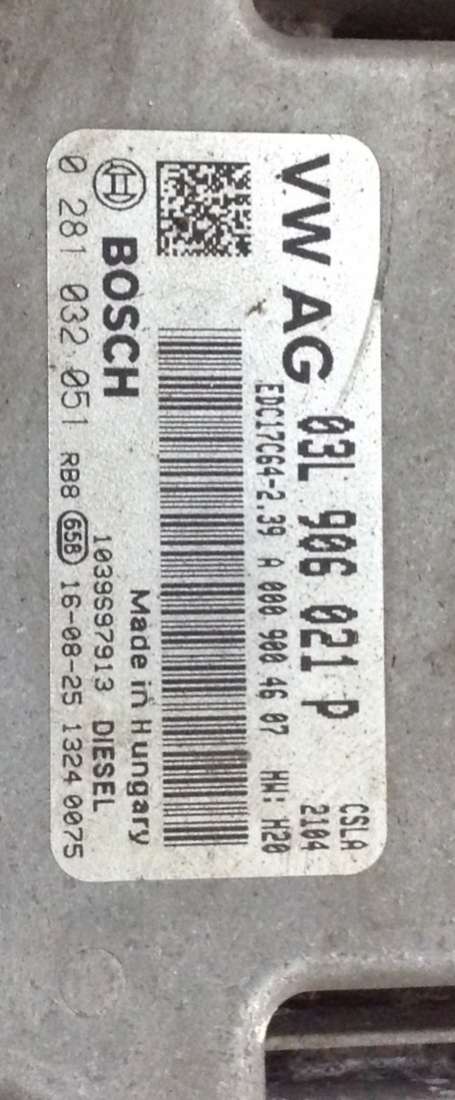 VW AG 03L 906 021 P CSLA 2104
EDC17C64-2.39 A 000 900 46 07 HW: H20
Made in Hungary
BOSCH 1039S97913 DIESEL
0 281 032 051 RB8 65B 16-08-25 1324 0075